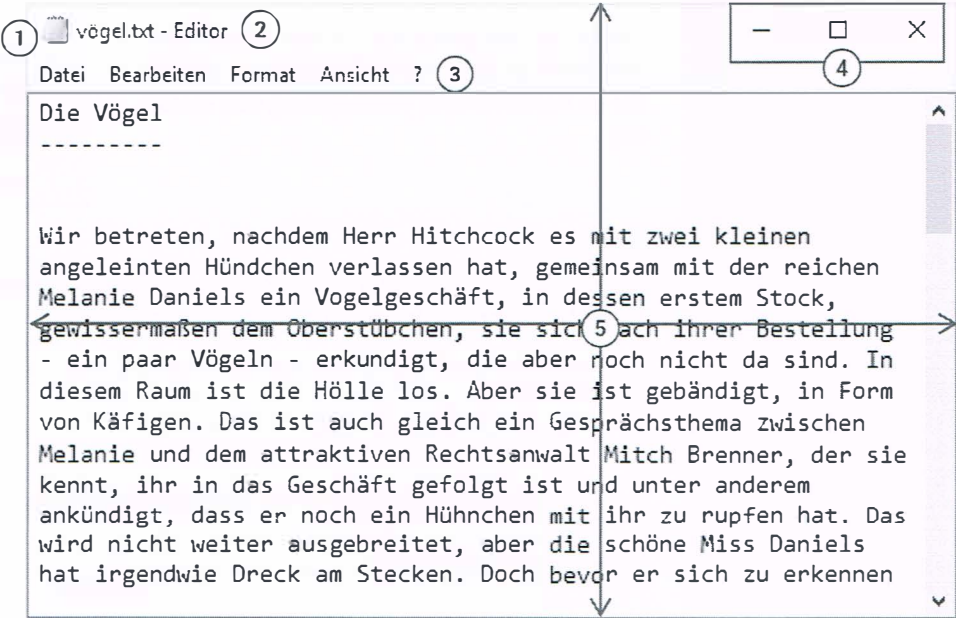 1 vögel.txt - Editor 2
Datei Bearbeiten Format Ansicht ? 3
4
Die Vögel
---------
Wir betreten, nachdem Herr Hitchcock es mit zwei kleinen
angeleinten Hündchen verlassen hat, gemeinsam mit der reichen
Melanie Daniels ein Vogelgeschäft, in dessen erstem Stock,
gewissermaßen dem Oberstübchen, sie sich nach ihrer Bestellung
5
- ein paar Vögeln - erkundigt, die aber noch nicht da sind. In
diesem Raum ist die Hölle los. Aber sie ist gebändigt, in Form
von Käfigen. Das ist auch gleich ein Gesprächsthema zwischen
Melanie und dem attraktiven Rechtsanwalt Mitch Brenner, der sie
kennt, ihr in das Geschäft gefolgt ist und unter anderem
ankündigt, dass er noch ein Hühnchen mit ihr zu rupfen hat. Das
wird nicht weiter ausgebreitet, aber die schöne Miss Daniels
hat irgendwie Dreck am Stecken. Doch bevor er sich zu erkennen